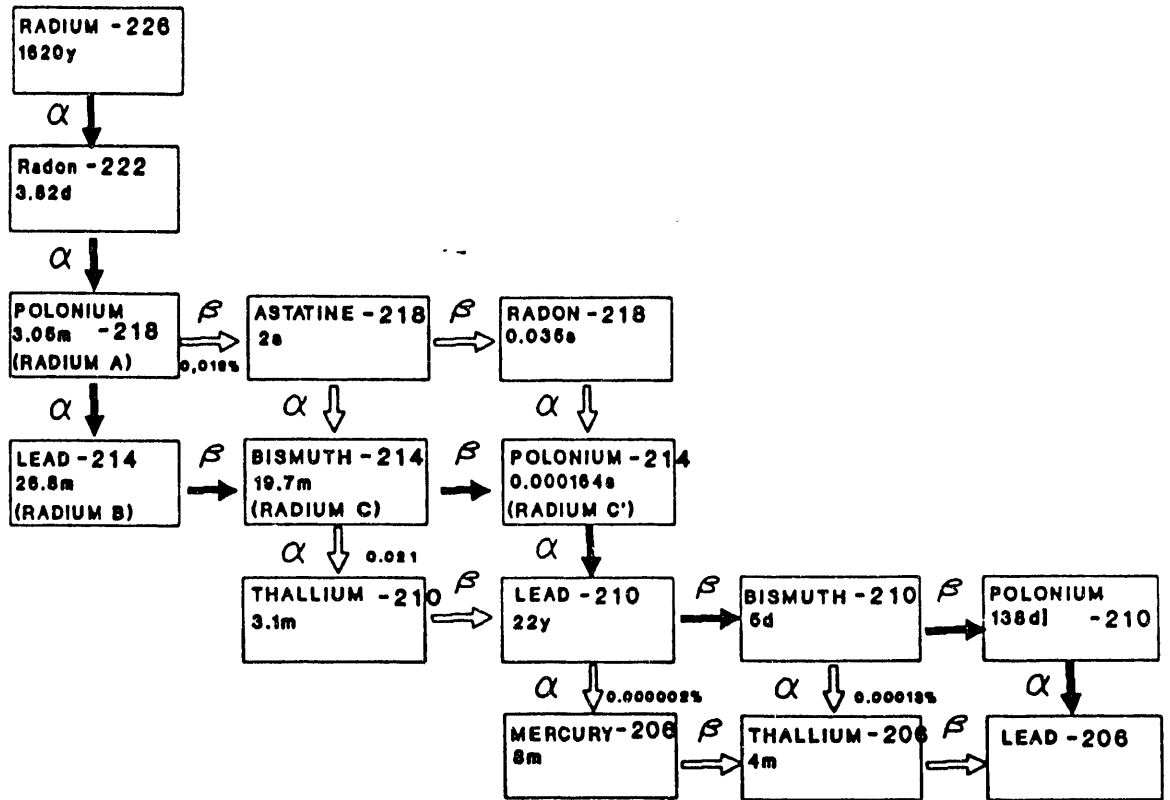 RADIUM -226
1620y
α
Radon -222
3.82d
α
POLONIUM
3.05m -218
(RADIUM A)
β
0.019%
ASTATINE -218
2s
β
RADON -218
0.035s
α
α
α
LEAD -214
26.8m
(RADIUM B)
β
BISMUTH -214
19.7m
(RADIUM C)
β
POLONIUM -214
0.000164s
(RADIUM C')
α
0.021
α
THALLIUM -210
3.1m
β
LEAD -210
22y
β
BISMUTH -210
5d
β
POLONIUM
138d] -210
α
0.000002%
α
0.00013%
α
MERCURY -206
8m
β
THALLIUM -206
4m
β
LEAD -206